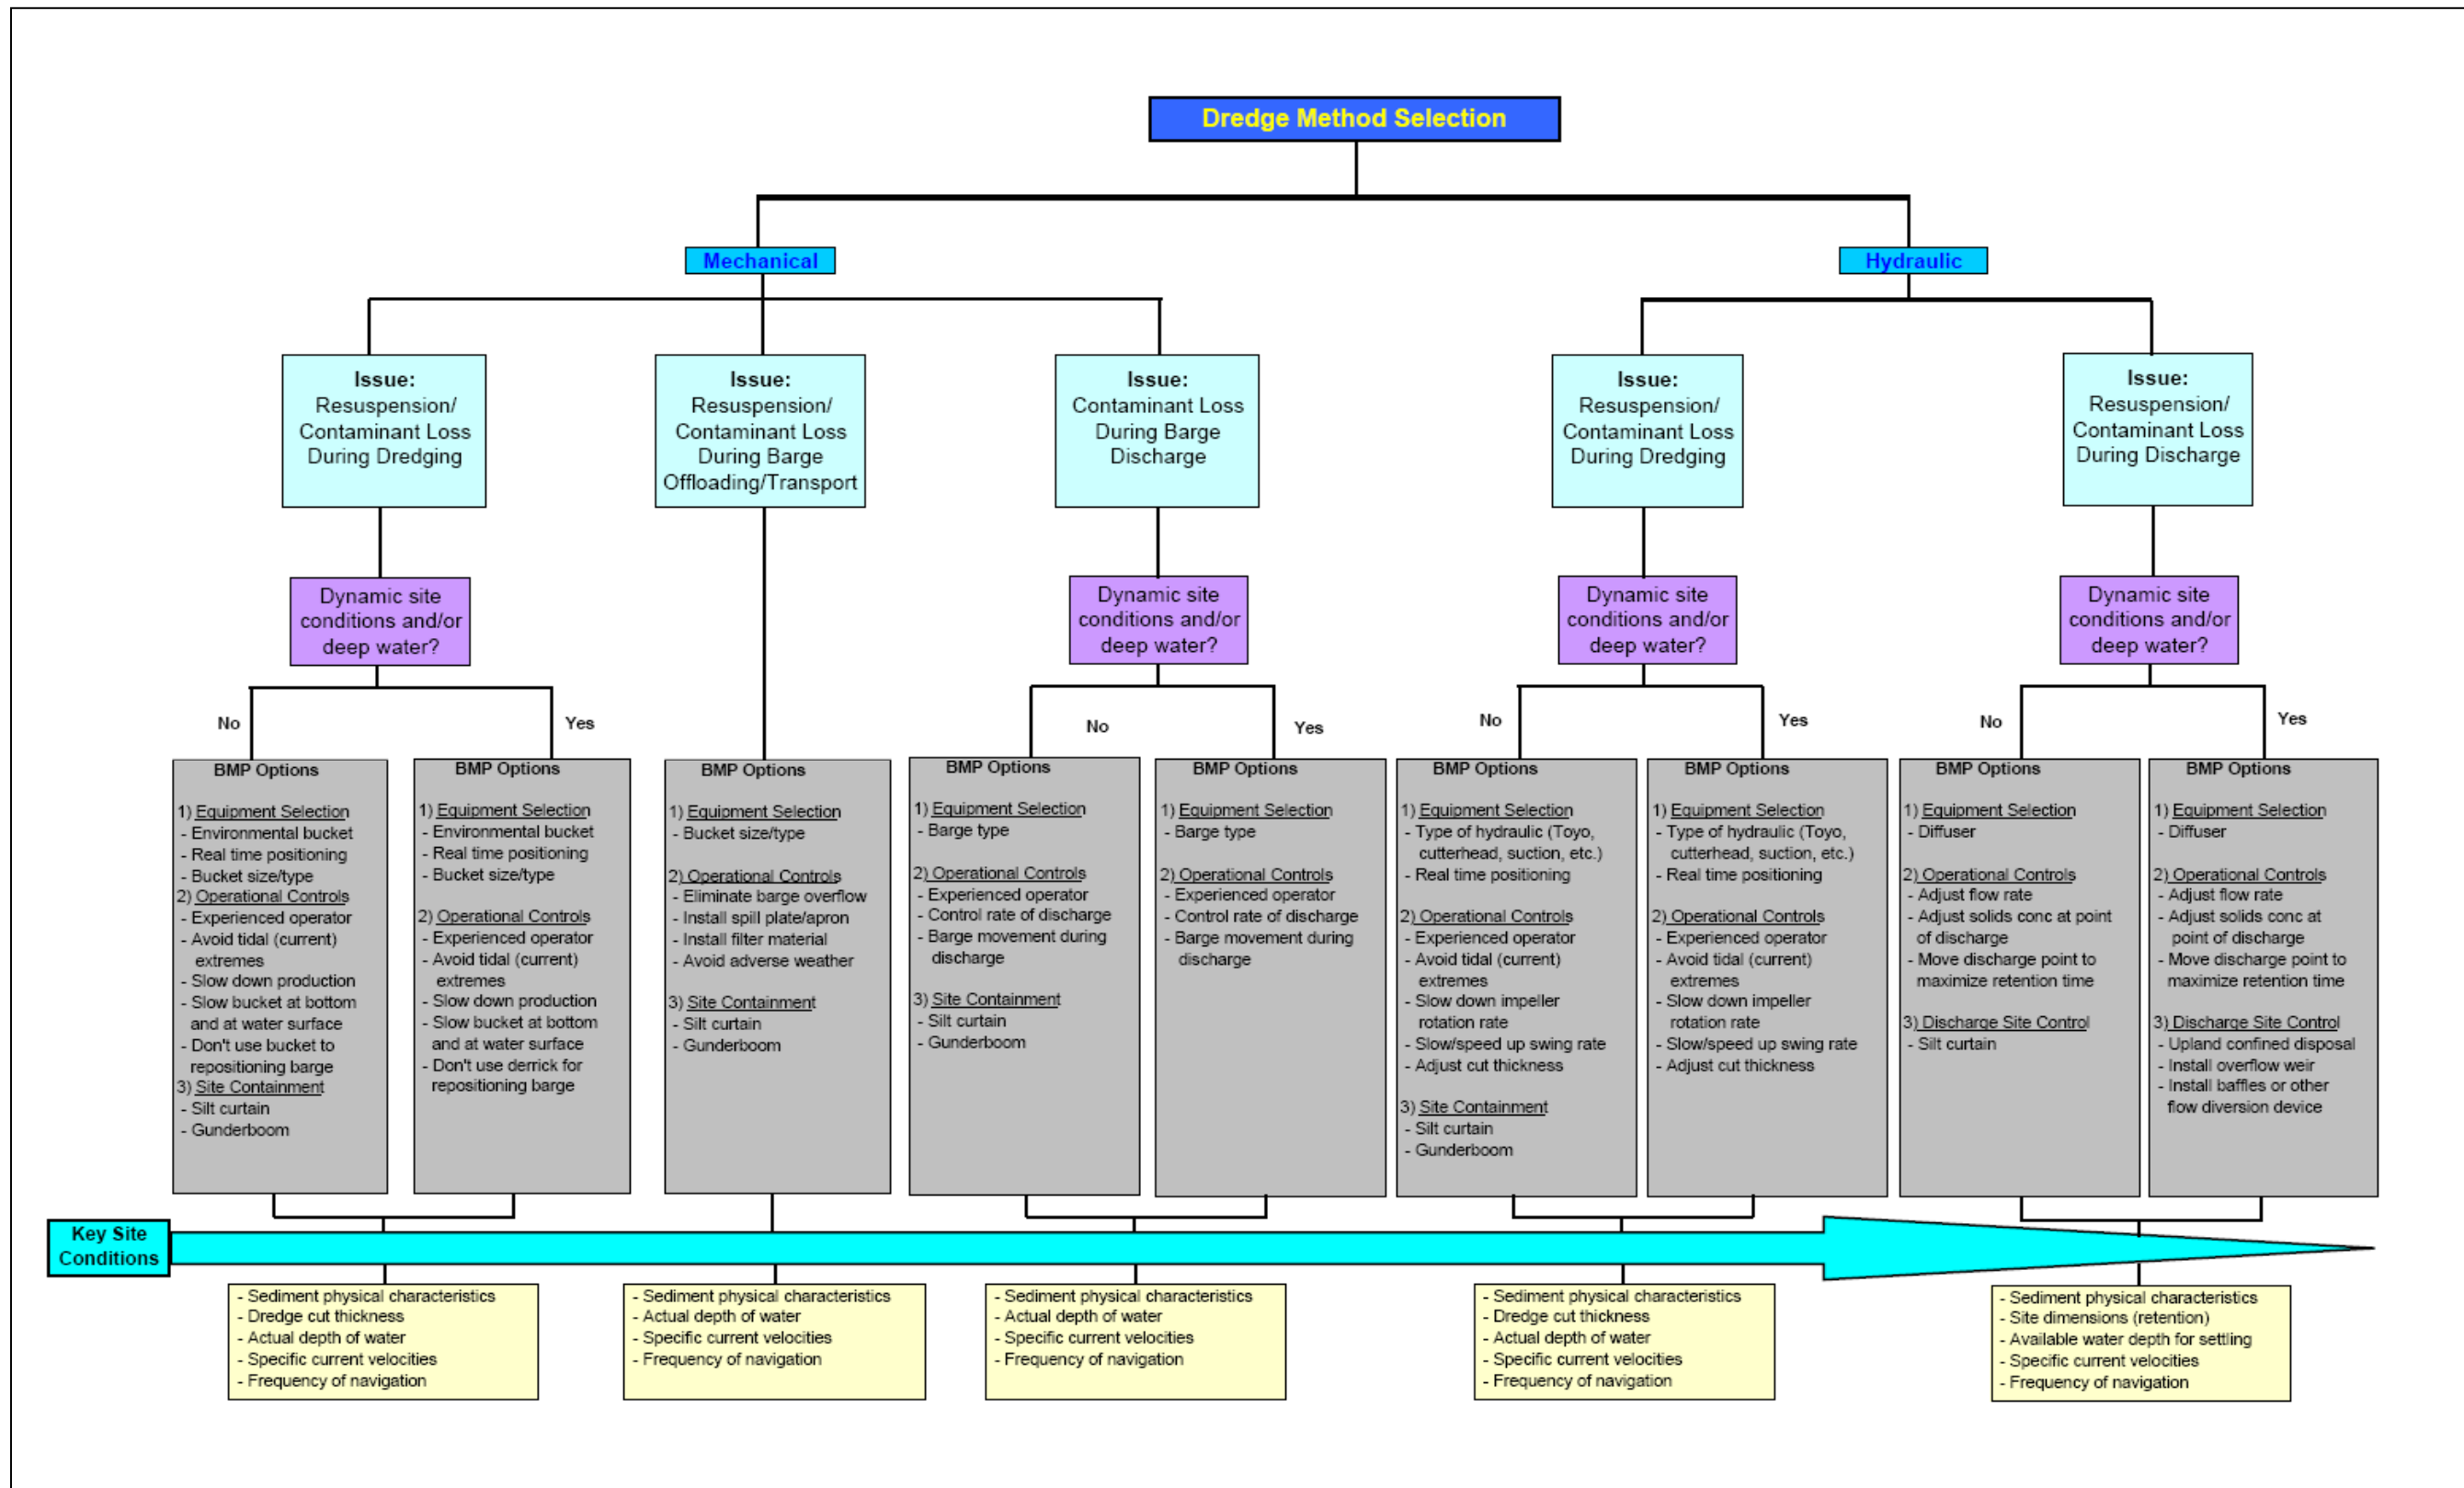 Dredge Method Selection
Mechanical
Hydraulic
Issue:
Resuspension/
Contaminant Loss
During Dredging
Issue:
Resuspension/
Contaminant Loss
During Barge
Offloading/Transport
Issue:
Contaminant Loss
During Barge
Discharge
Issue:
Resuspension/
Contaminant Loss
During Dredging
Issue:
Resuspension/
Contaminant Loss
During Discharge
Dynamic site
conditions and/or
deep water?
Dynamic site
conditions and/or
deep water?
Dynamic site
conditions and/or
deep water?
Dynamic site
conditions and/or
deep water?
No
Yes
No
Yes
No
Yes
No
Yes
BMP Options
1) Equipment Selection
- Environmental bucket
- Real time positioning
- Bucket size/type
2) Operational Controls
- Experienced operator
- Avoid tidal (current)
extremes
- Slow down production
- Slow bucket at bottom
and at water surface
- Don't use bucket to
repositioning barge
3) Site Containment
- Silt curtain
- Gunderboom
BMP Options
1) Equipment Selection
- Environmental bucket
- Real time positioning
- Bucket size/type
2) Operational Controls
- Experienced operator
- Avoid tidal (current)
extremes
- Slow down production
- Slow bucket at bottom
and at water surface
- Don't use derrick for
repositioning barge
BMP Options
1) Equipment Selection
- Bucket size/type
2) Operational Controls
- Eliminate barge overflow
- Install spill plate/apron
- Install filter material
- Avoid adverse weather
3) Site Containment
- Silt curtain
- Gunderboom
BMP Options
1) Equipment Selection
- Barge type
2) Operational Controls
- Experienced operator
- Control rate of discharge
- Barge movement during
discharge
3) Site Containment
- Silt curtain
- Gunderboom
BMP Options
1) Equipment Selection
- Barge type
2) Operational Controls
- Experienced operator
- Control rate of discharge
- Barge movement during
discharge
BMP Options
1) Equipment Selection
- Type of hydraulic (Toyo,
cutterhead, suction, etc.)
- Real time positioning
2) Operational Controls
- Experienced operator
- Avoid tidal (current)
extremes
- Slow down impeller
rotation rate
- Slow/speed up swing rate
- Adjust cut thickness
3) Site Containment
- Silt curtain
- Gunderboom
BMP Options
1) Equipment Selection
- Type of hydraulic (Toyo,
cutterhead, suction, etc.)
- Real time positioning
2) Operational Controls
- Experienced operator
- Avoid tidal (current)
extremes
- Slow down impeller
rotation rate
- Slow/speed up swing rate
- Adjust cut thickness
BMP Options
1) Equipment Selection
- Diffuser
2) Operational Controls
- Adjust flow rate
- Adjust solids conc at point
of discharge
- Move discharge point to
maximize retention time
3) Discharge Site Control
- Silt curtain
BMP Options
1) Equipment Selection
- Diffuser
2) Operational Controls
- Adjust flow rate
- Adjust solids conc at
point of discharge
- Move discharge point to
maximize retention time
3) Discharge Site Control
- Upland confined disposal
- Install overflow weir
- Install baffles or other
flow diversion device
Key Site
Conditions
- Sediment physical characteristics
- Dredge cut thickness
- Actual depth of water
- Specific current velocities
- Frequency of navigation
- Sediment physical characteristics
- Actual depth of water
- Specific current velocities
- Frequency of navigation
- Sediment physical characteristics
- Actual depth of water
- Specific current velocities
- Frequency of navigation
- Sediment physical characteristics
- Dredge cut thickness
- Actual depth of water
- Specific current velocities
- Frequency of navigation
- Sediment physical characteristics
- Site dimensions (retention)
- Available water depth for settling
- Specific current velocities
- Frequency of navigation